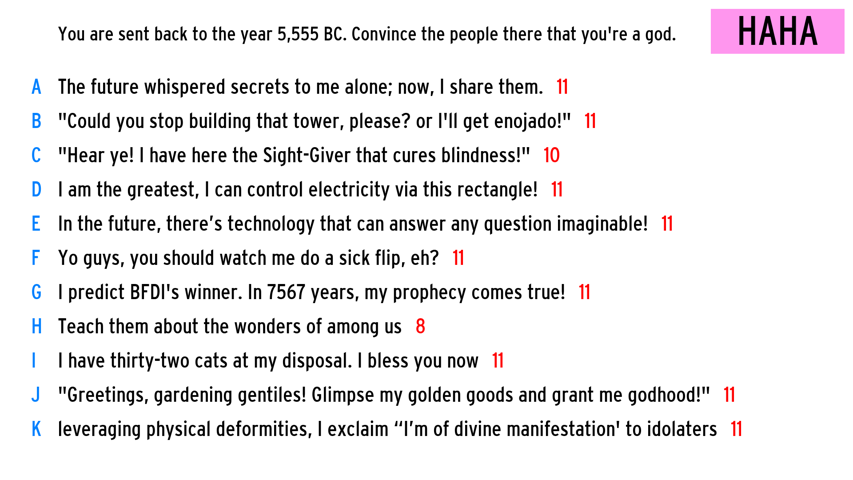 You are sent back to the year 5,555 BC. Convince the people there that you're a god.
HAHA
A The future whispered secrets to me alone; now, I share them. 11
B "Could you stop building that tower, please? or I'll get enojado!" 11
C "Hear ye! I have here the Sight-Giver that cures blindness!" 10
D I am the greatest, I can control electricity via this rectangle! 11
E In the future, there’s technology that can answer any question imaginable! 11
F Yo guys, you should watch me do a sick flip, eh? 11
G I predict BFDI's winner. In 7567 years, my prophecy comes true! 11
H Teach them about the wonders of among us 8
I I have thirty-two cats at my disposal. I bless you now 11
J "Greetings, gardening gentiles! Glimpse my golden goods and grant me godhood!" 11
K leveraging physical deformities, I exclaim “I’m of divine manifestation' to idolaters 11